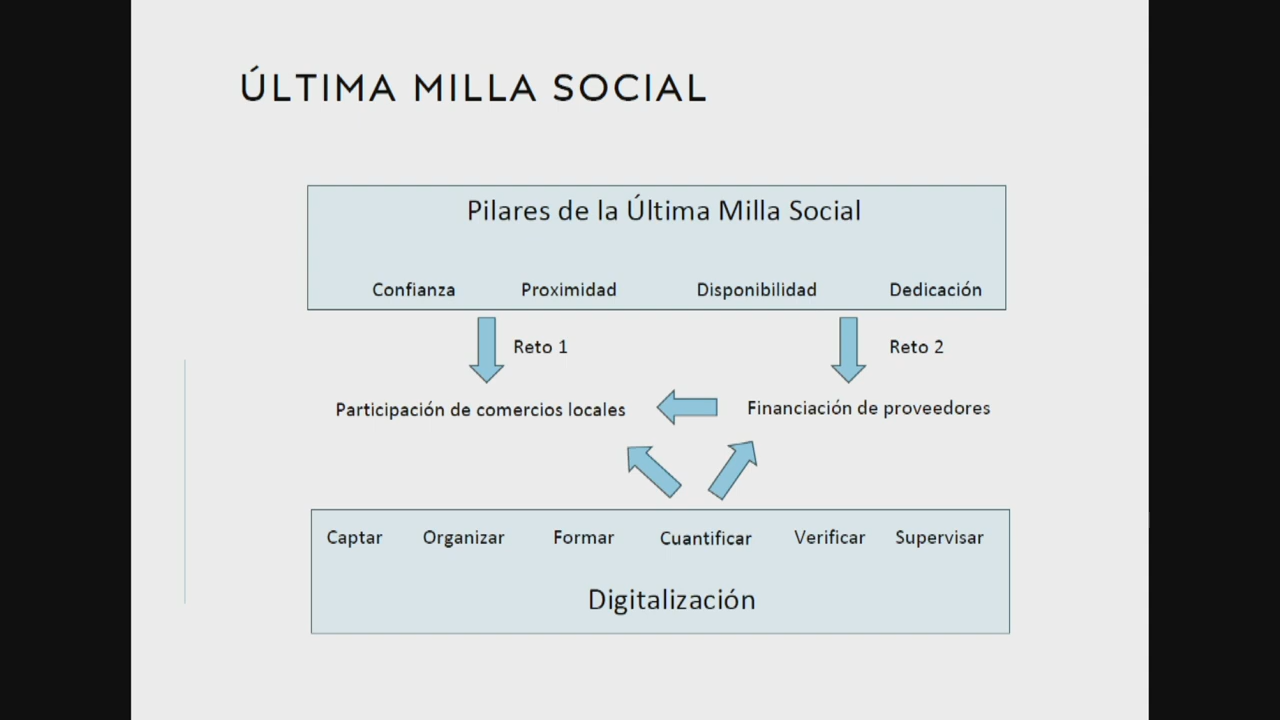 ÚLTIMA MILLA SOCIAL
Pilares de la Última Milla Social
Confianza Proximidad Disponibilidad Dedicación
Reto 1 Reto 2
Participación de comercios locales Financiación de proveedores
Captar Organizar Formar Cuantificar Verificar Supervisar
Digitalización